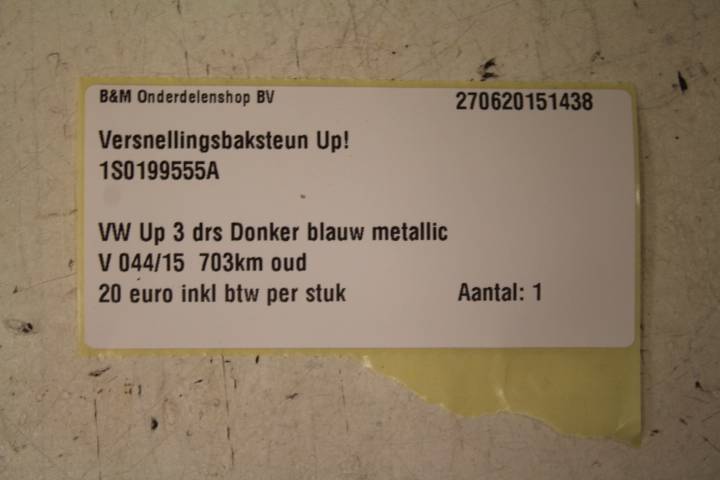 B&M Onderdelenshop BV 270620151438
Versnellingsbaksteun Up!
1S0199555A
VW Up 3 drs Donker blauw metallic
V 044/15 703km oud
20 euro inkl btw per stuk Aantal: 1